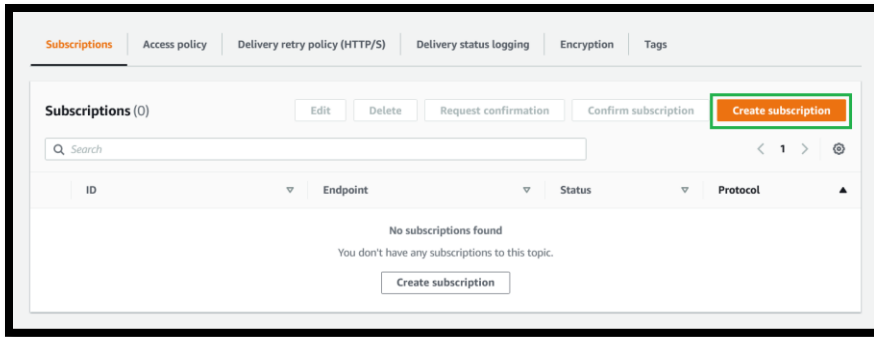 Subscriptions Access policy Delivery retry policy (HTTP/S) Delivery status logging Encryption Tags
Subscriptions (0) Edit Delete Request confirmation Confirm subscription Create subscription
Search 1
ID Endpoint Status Protocol
No subscriptions found
You don't have any subscriptions to this topic.
Create subscription